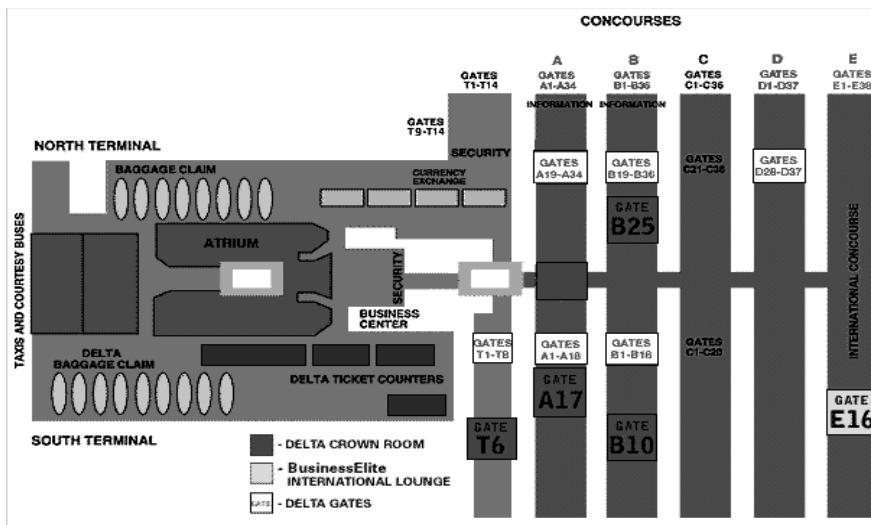 CONCOURSES
A
B
C
D
E
GATES
T1-T14
GATES
A1-A34
GATES
B1-B36
GATES
C1-C36
GATES
D1-D37
GATES
E1-E38
INFORMATION
INFORMATION
GATES
T9-T14
NORTH TERMINAL
SECURITY
BAGGAGE CLAIM
CURRENCY
EXCHANGE
GATES
A19-A34
GATES
B19-B36
C21-C36
GATES
D28-D37
GATE
B25
ATRIUM
TAXIS AND COURTESY BUSES
SECURITY
INTERNATIONAL CONCOURSE
BUSINESS
CENTER
GATES
T1-T8
GATES
A1-A18
GATES
B1-B18
GATES
C1-C20
DELTA
BAGGAGE CLAIM
DELTA TICKET COUNTERS
GATE
A17
GATE
E16
GATE
T6
GATE
B10
SOUTH TERMINAL
- DELTA CROWN ROOM
- BusinessElite
INTERNATIONAL LOUNGE
GATE
- DELTA GATES